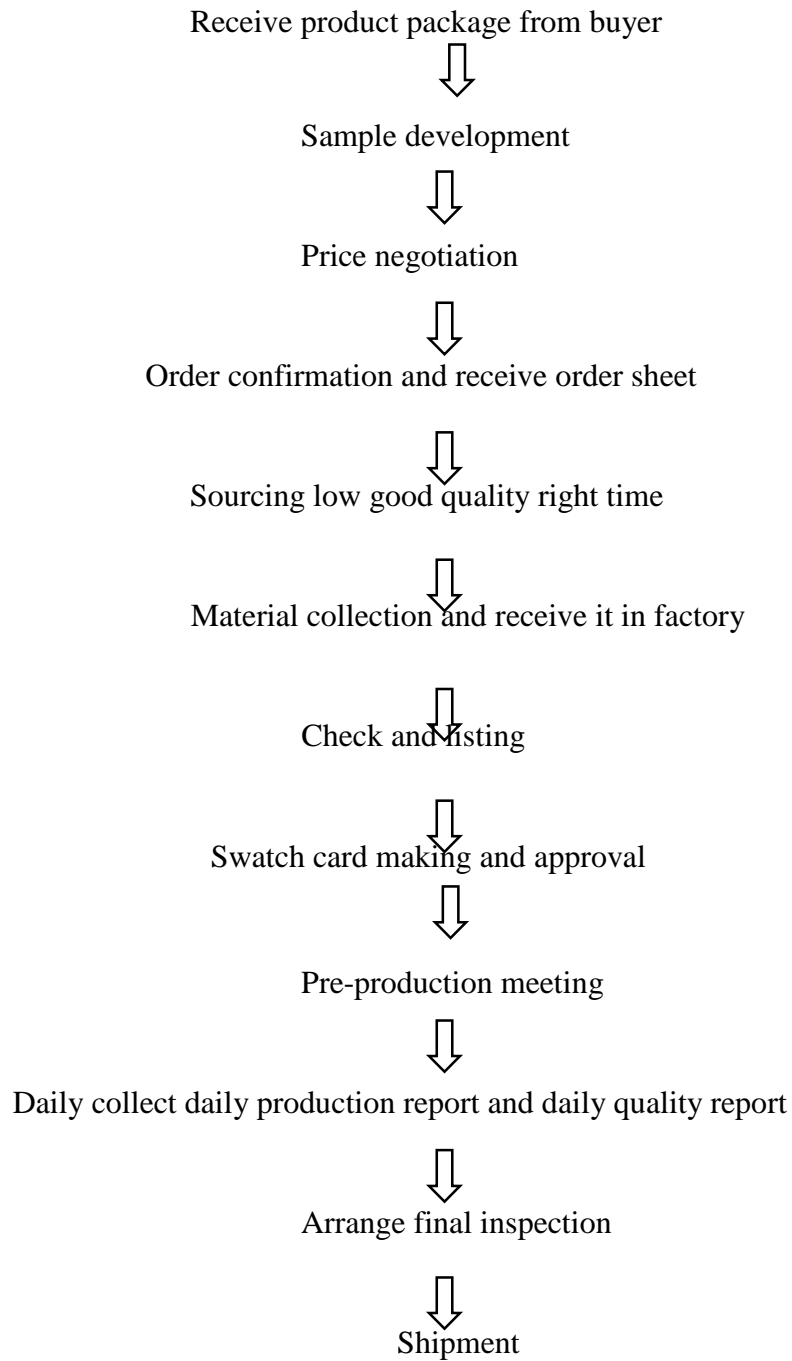 Receive product package from buyer
Sample development
Price negotiation
Order confirmation and receive order sheet
Sourcing low good quality right time
Material collection and receive it in factory
Check and listing
Swatch card making and approval
Pre-production meeting
Daily collect daily production report and daily quality report
Arrange final inspection
Shipment